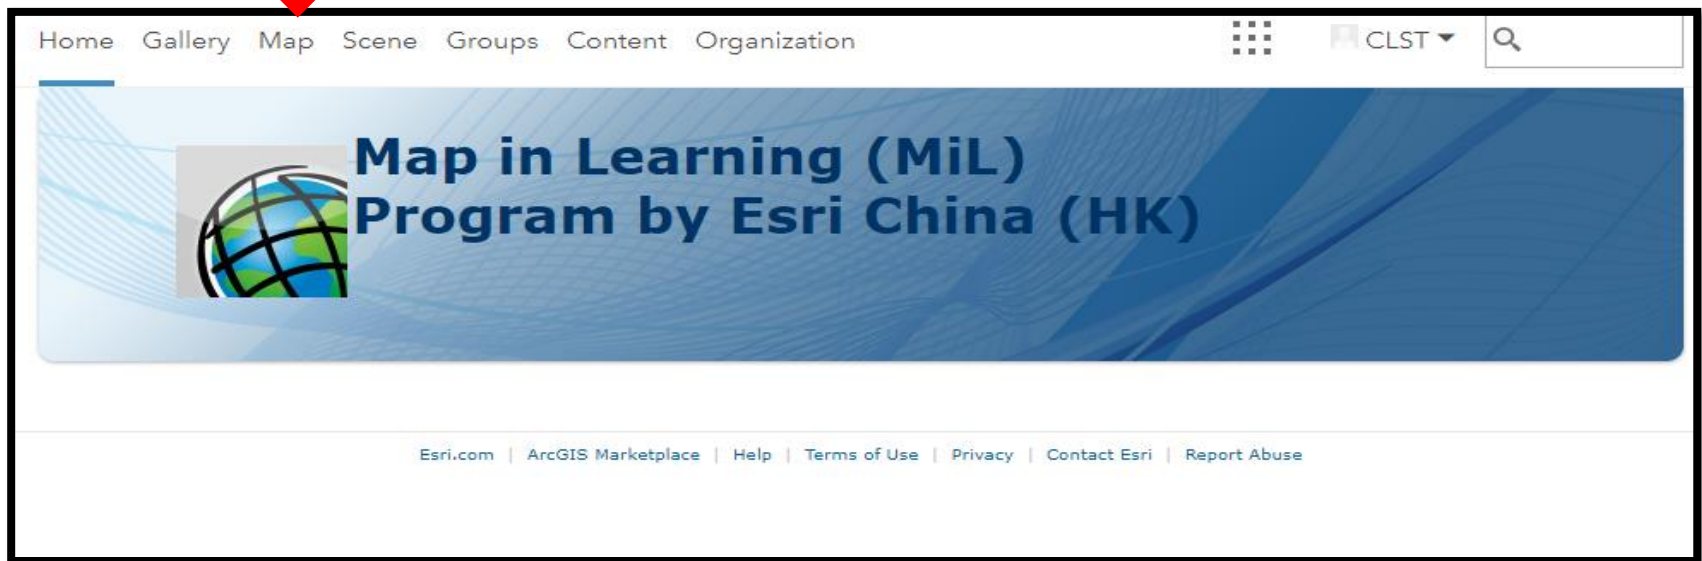 Home Gallery Map Scene Groups Content Organization CLST
Map in Learning (MiL)
Program by Esri China (HK)
Esri.com | ArcGIS Marketplace | Help | Terms of Use | Privacy | Contact Esri | Report Abuse